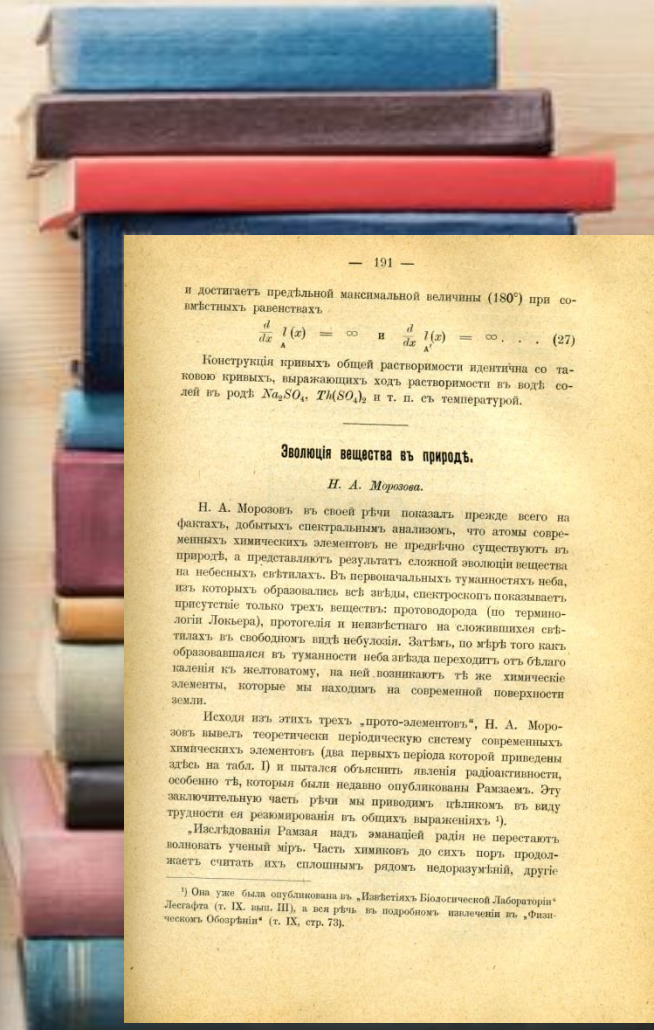 — 191 —
и достигаетъ предѣльной максимальной величины (180°) при со-
вмѣстныхъ равенствахъ
d/dx l(x) = ∞ и d/dx l(x) = ∞ . . . (27)
A A'
Конструкція кривыхъ общей растворимости идентична со та-
ковою кривыхъ, выражающихъ ходъ растворимости въ водѣ со-
лей въ родѣ Na₂SO₄, Th(SO₄)₂ и т. п. съ температурой.
Эволюція вещества въ природѣ.
Н. А. Морозова.
Н. А. Морозовъ въ своей рѣчи показалъ прежде всего на
фактахъ, добытыхъ спектральнымъ анализомъ, что атомы совре-
менныхъ химическихъ элементовъ не предвѣчно существуютъ въ
природѣ, а представляютъ результатъ сложной эволюціи вещества
на небесныхъ свѣтилахъ. Въ первоначальныхъ туманностяхъ неба,
изъ которыхъ образовались всѣ звѣзды, спектроскопъ показываетъ
присутствіе только трехъ веществъ: протоводорода (по термино-
логіи Локьера), протогелія и неизвѣстнаго на сложившихся свѣ-
тилахъ въ свободномъ видѣ небулозія. Затѣмъ, по мѣрѣ того какъ
образовавшаяся въ туманности неба звѣзда переходитъ отъ бѣлаго
каленія къ желтоватому, на ней возникаютъ тѣ же химическіе
элементы, которые мы находимъ на современной поверхности
земли.
Исходя изъ этихъ трехъ „прото-элементовъ“, Н. А. Моро-
зовъ вывелъ теоретически періодическую систему современныхъ
химическихъ элементовъ (два первыхъ періода которой приведены
здѣсь на табл. I) и пытался объяснить явленія радіоактивности,
особенно тѣ, которыя были недавно опубликованы Рамзаемъ. Эту
заключительную часть рѣчи мы приводимъ цѣликомъ въ виду
трудности ея резюмированія въ общихъ выраженіяхъ ¹).
„Изслѣдованія Рамзая надъ эманаціей радія не перестаютъ
волновать ученый міръ. Часть химиковъ до сихъ поръ продол-
жаетъ считать ихъ сплошнымъ рядомъ недоразумѣній, другіе
¹) Она уже была опубликована въ „Извѣстіяхъ Біологической Лабораторіи“
Лесгафта (т. IX. вып. III), а вся рѣчь въ подробномъ извлеченіи въ „Физи-
ческомъ Обозрѣніи“ (т. IX, стр. 73).